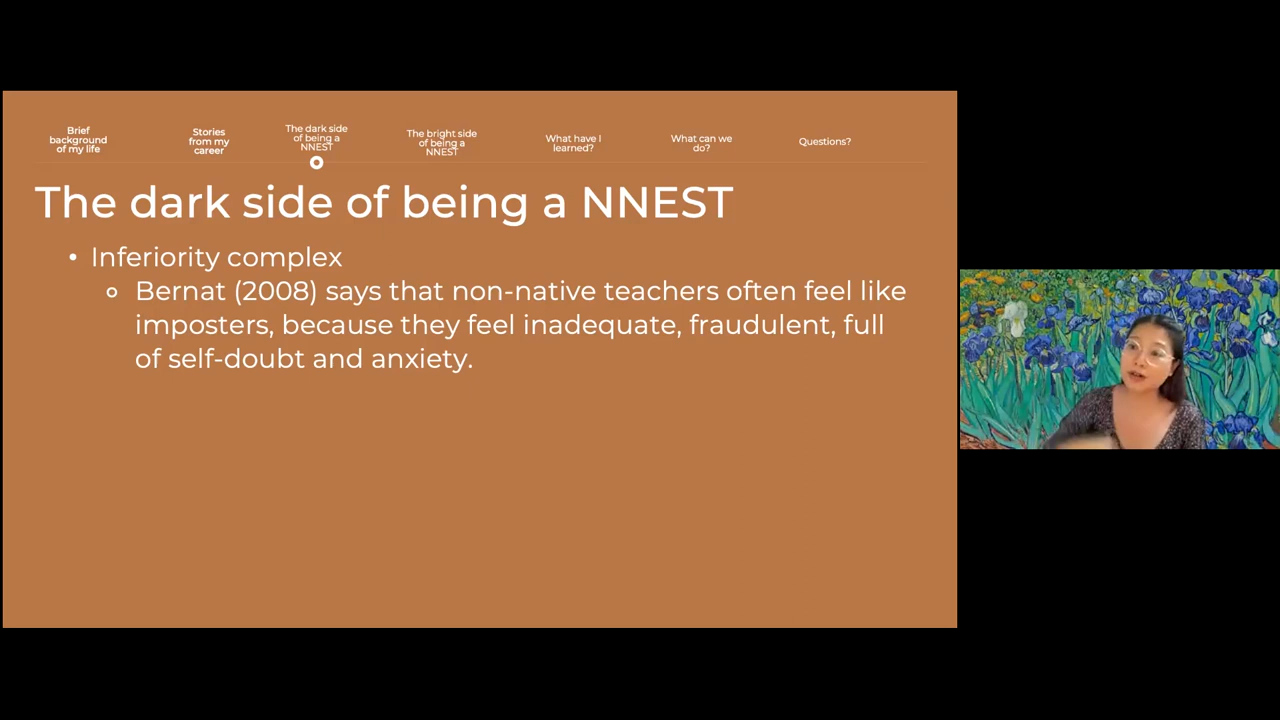 Brief
background
of my life
Stories
from my
career
The dark side
of being a
NNEST
The bright side
of being a
NNEST
What have I
learned?
What can we
do?
Questions?
The dark side of being a NNEST
• Inferiority complex
Bernat (2008) says that non-native teachers often feel like
imposters, because they feel inadequate, fraudulent, full
of self-doubt and anxiety.